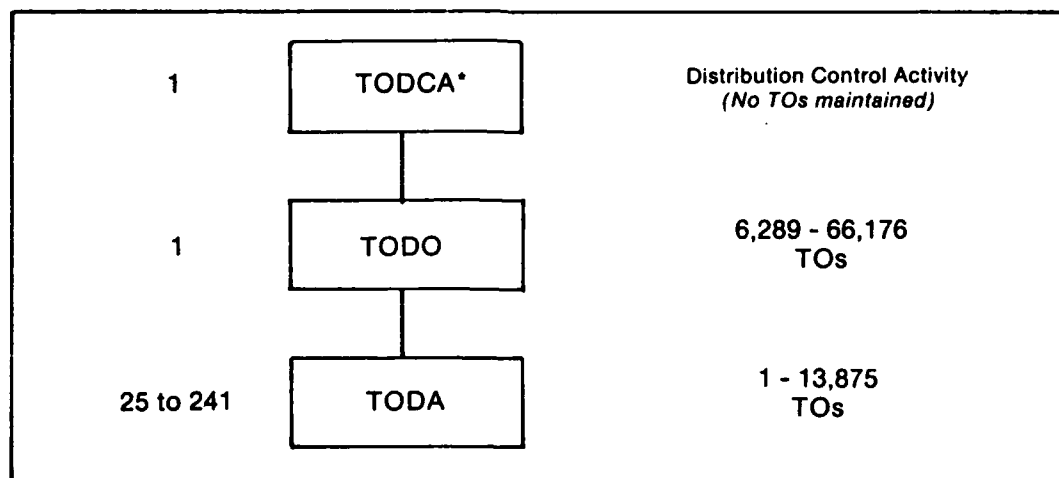 1
TODCA*
Distribution Control Activity
(No TOs maintained)
1
TODO
6,289 - 66,176
TOs
25 to 241
TODA
1 - 13,875
TOs